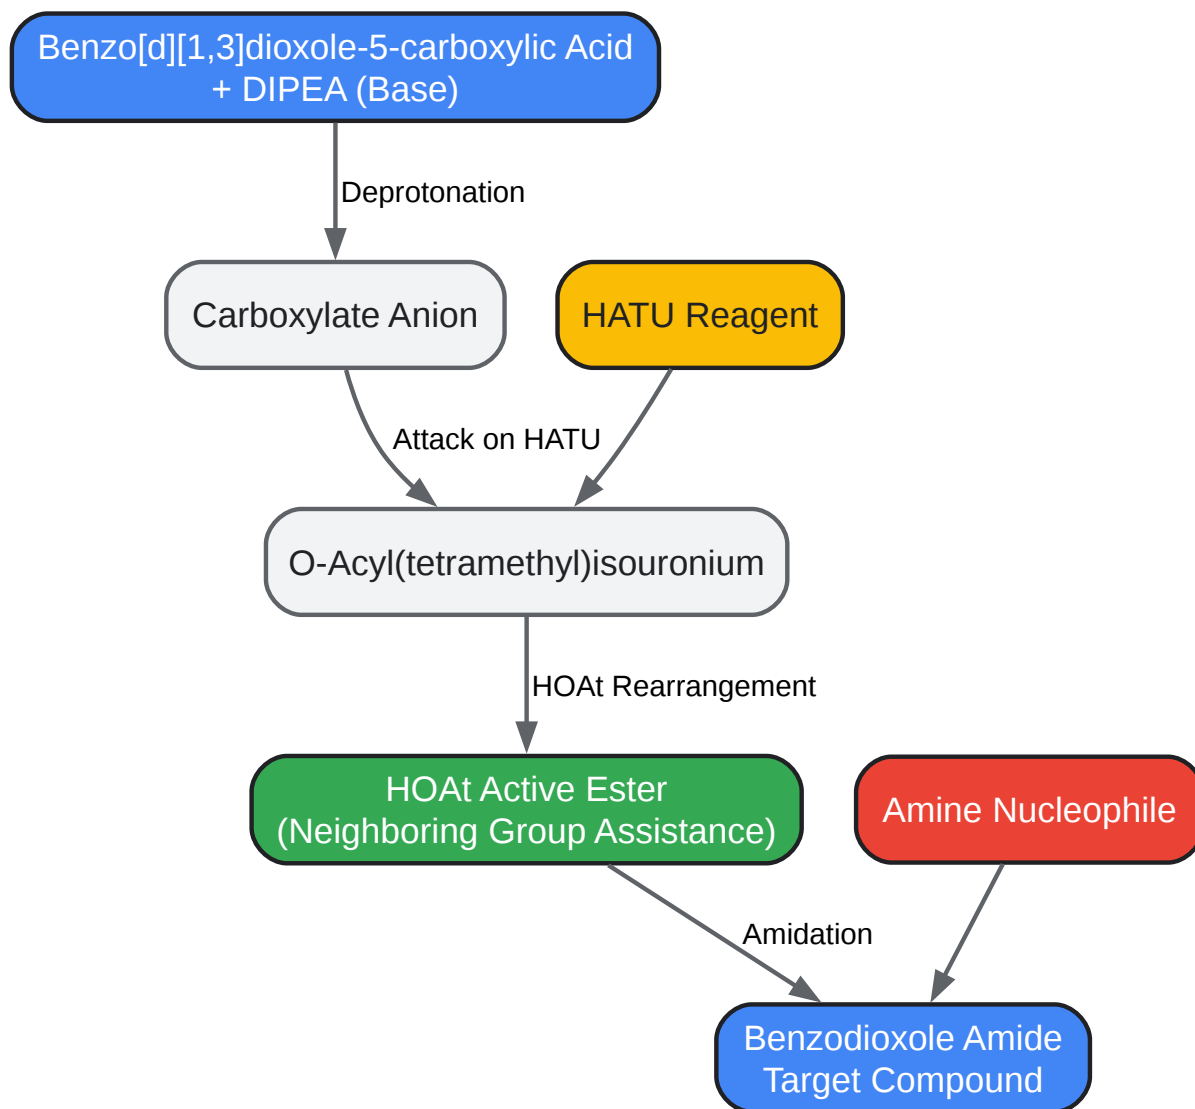 Benzo[d][1,3]dioxole-5-carboxylic Acid
+ DIPEA (Base)
Deprotonation
Carboxylate Anion
HATU Reagent
Attack on HATU
O-Acyl(tetramethyl)isouronium
HOAt Rearrangement
HOAt Active Ester
(Neighboring Group Assistance)
Amine Nucleophile
Amidation
Benzodioxole Amide
Target Compound